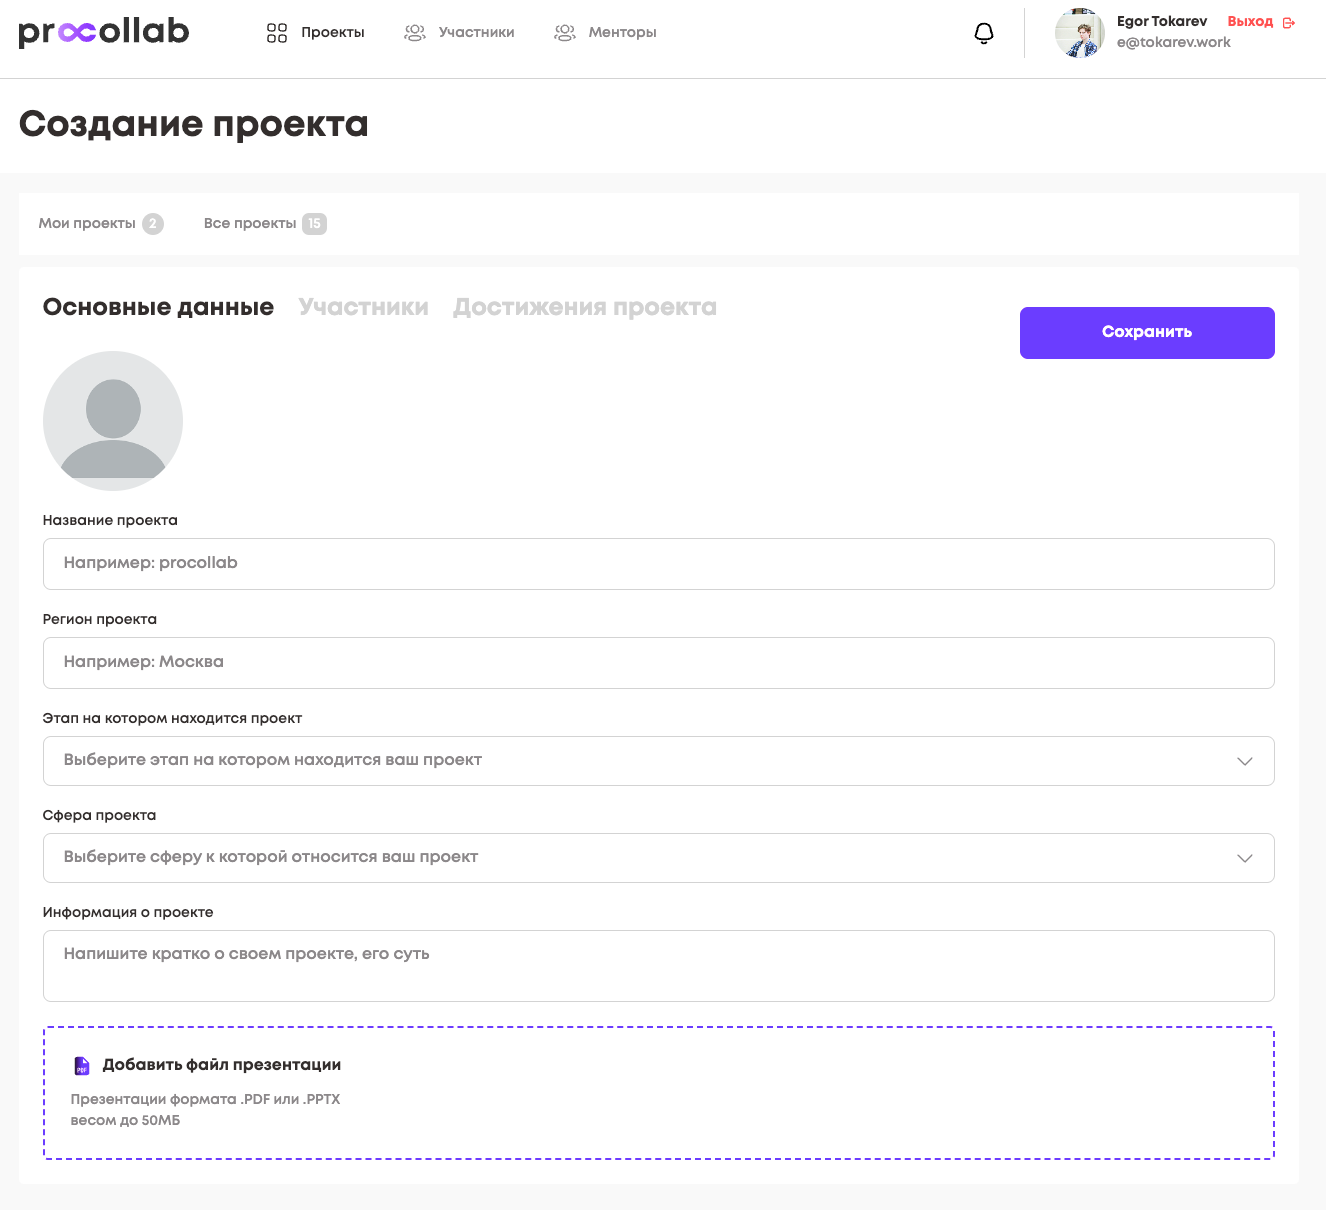 procollab
Проекты
Участники
Менторы
Egor Tokarev
Выход
e@tokarev.work
Создание проекта
Мои проекты 2
Все проекты 15
Основные данные
Участники
Достижения проекта
Сохранить
Название проекта
Например: procollab
Регион проекта
Например: Москва
Этап на котором находится проект
Выберите этап на котором находится ваш проект
Сфера проекта
Выберите сферу к которой относится ваш проект
Информация о проекте
Напишите кратко о своем проекте, его суть
PDF
Добавить файл презентации
Презентации формата .PDF или .PPTX
весом до 50МБ